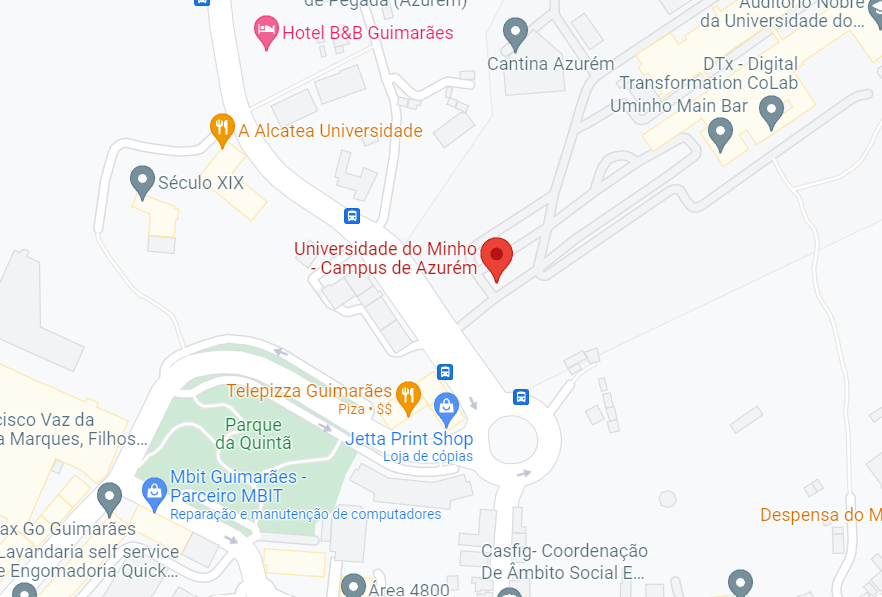 de Pegada (Azurém)
Auditório Nobre
da Universidade do...
Hotel B&B Guimarães
Cantina Azurém
DTx - Digital
Transformation CoLab
Uminho Main Bar
A Alcatea Universidade
Século XIX
Universidade do Minho
- Campus de Azurém
Telepizza Guimarães
Piza • $$
Parque
da Quintã
Jetta Print Shop
Loja de cópias
cisco Vaz da
a Marques, Filhos...
Mbit Guimarães -
Parceiro MBIT
Reparação e manutenção de computadores
ax Go Guimarães
Despensa do M
Lavandaria self service
e Engomadoria Quick...
Casfig- Coordenação
De Âmbito Social E...
Área 4800